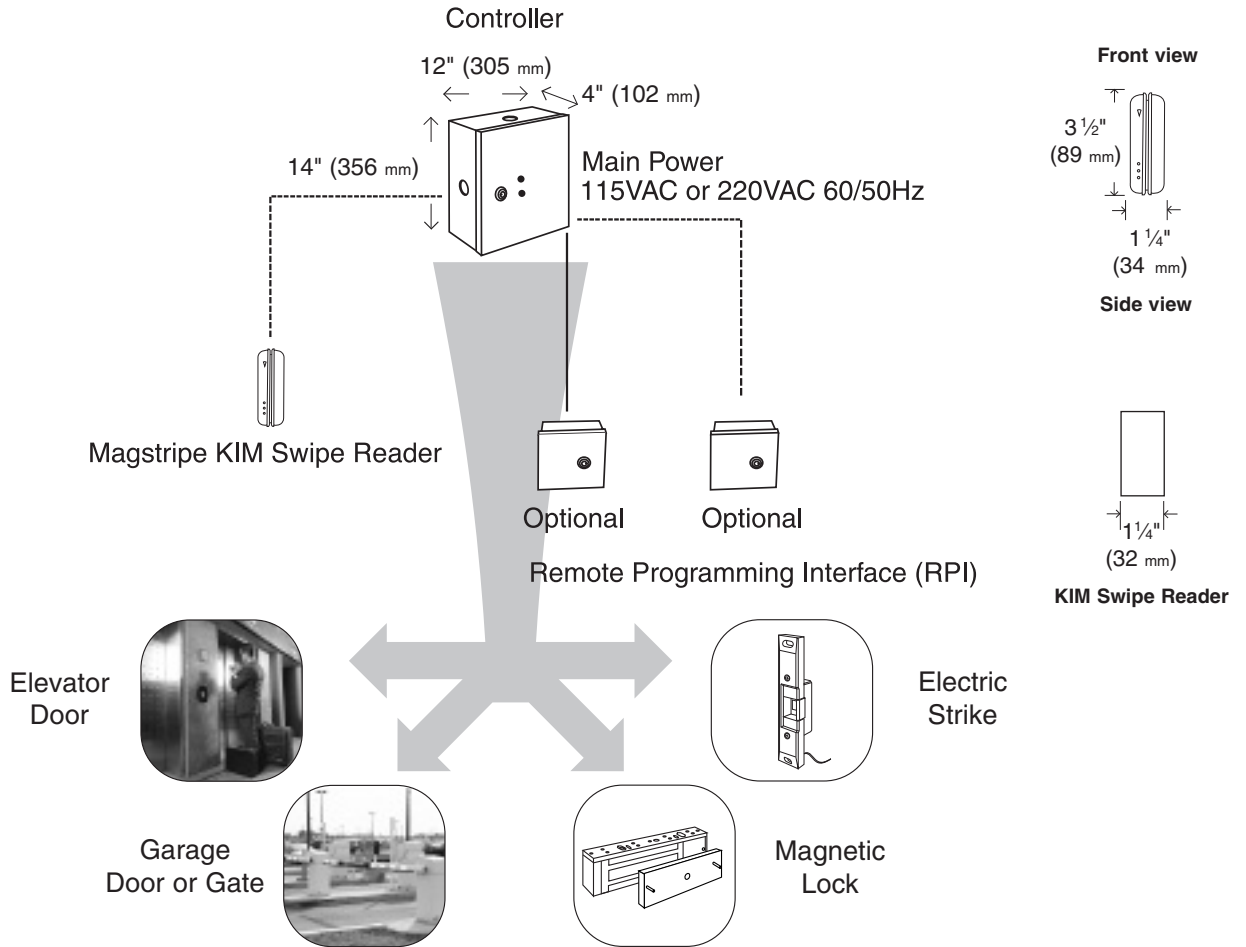 Controller
12" (305 mm)
4" (102 mm)
14" (356 mm)
Main Power
115VAC or 220VAC 60/50Hz
Magstripe KIM Swipe Reader
Optional
Optional
Remote Programming Interface (RPI)
Elevator
Door
Electric
Strike
Garage
Door or Gate
Magnetic
Lock
Front view
3 1/2"
(89 mm)
1 1/4"
(34 mm)
Side view
1 1/4"
(32 mm)
KIM Swipe Reader